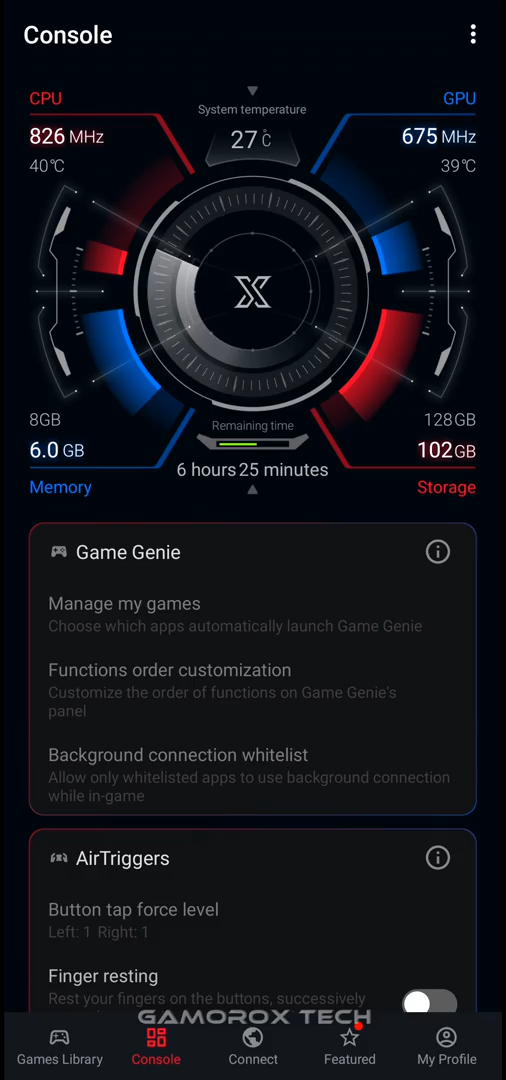 Console
CPU
GPU
System temperature
826 MHz
27°C
675 MHz
40°C
39°C
8GB
Remaining time
128GB
6.0 GB
6 hours 25 minutes
102GB
Memory
Storage
Game Genie
Manage my games
Choose which apps automatically launch Game Genie
Functions order customization
Customize the order of functions on Game Genie's
panel
Background connection whitelist
Allow only whitelisted apps to use background connection
while in-game
AirTriggers
Button tap force level
Left: 1 Right: 1
Finger resting
Rest your fingers on the buttons, successively
GAMOROX TECH
Games Library
Console
Connect
Featured
My Profile